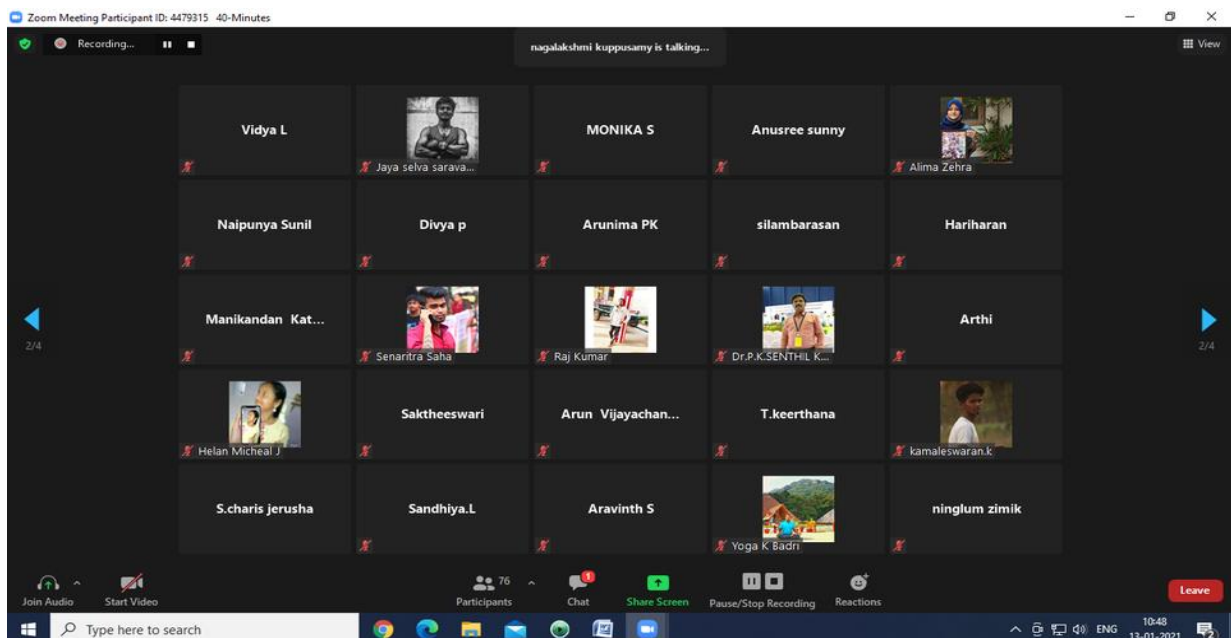 Zoom Meeting Participant ID: 4479315 40-Minutes
Recording...
nagalakshmi kuppusamy is talking...
View
Vidya L
Jaya selva sarava...
MONIKA S
Anusree sunny
Alima Zehra
Naipunya Sunil
Divya p
Arunima PK
silambarasan
Hariharan
Manikandan Kat...
Senaritra Saha
Raj Kumar
Dr.P.K.SENTHIL K...
Arthi
2/4
2/4
Helan Micheal J
Saktheeswari
Arun Vijayachan...
T.keerthana
kamaleswaran.k
S.charis jerusha
Sandhiya.L
Aravinth S
Yoga K Badri
ninglum zimik
Join Audio
Start Video
76
Participants
1
Chat
Share Screen
Pause/Stop Recording
Reactions
Leave
Type here to search
ENG
10:48
13-01-2021